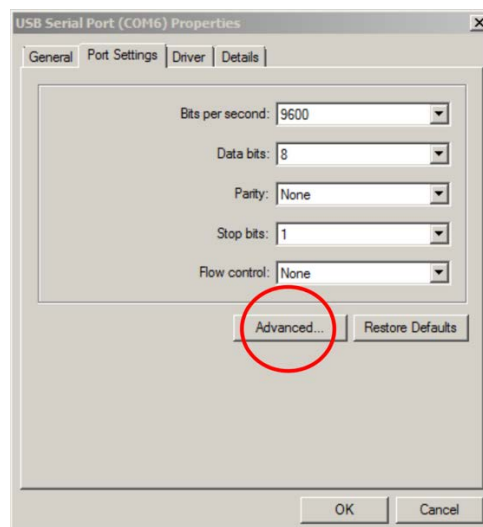 USB Serial Port (COM6) Properties
General Port Settings Driver Details
Bits per second: 9600
Data bits: 8
Parity: None
Stop bits: 1
Flow control: None
Advanced... Restore Defaults
OK Cancel